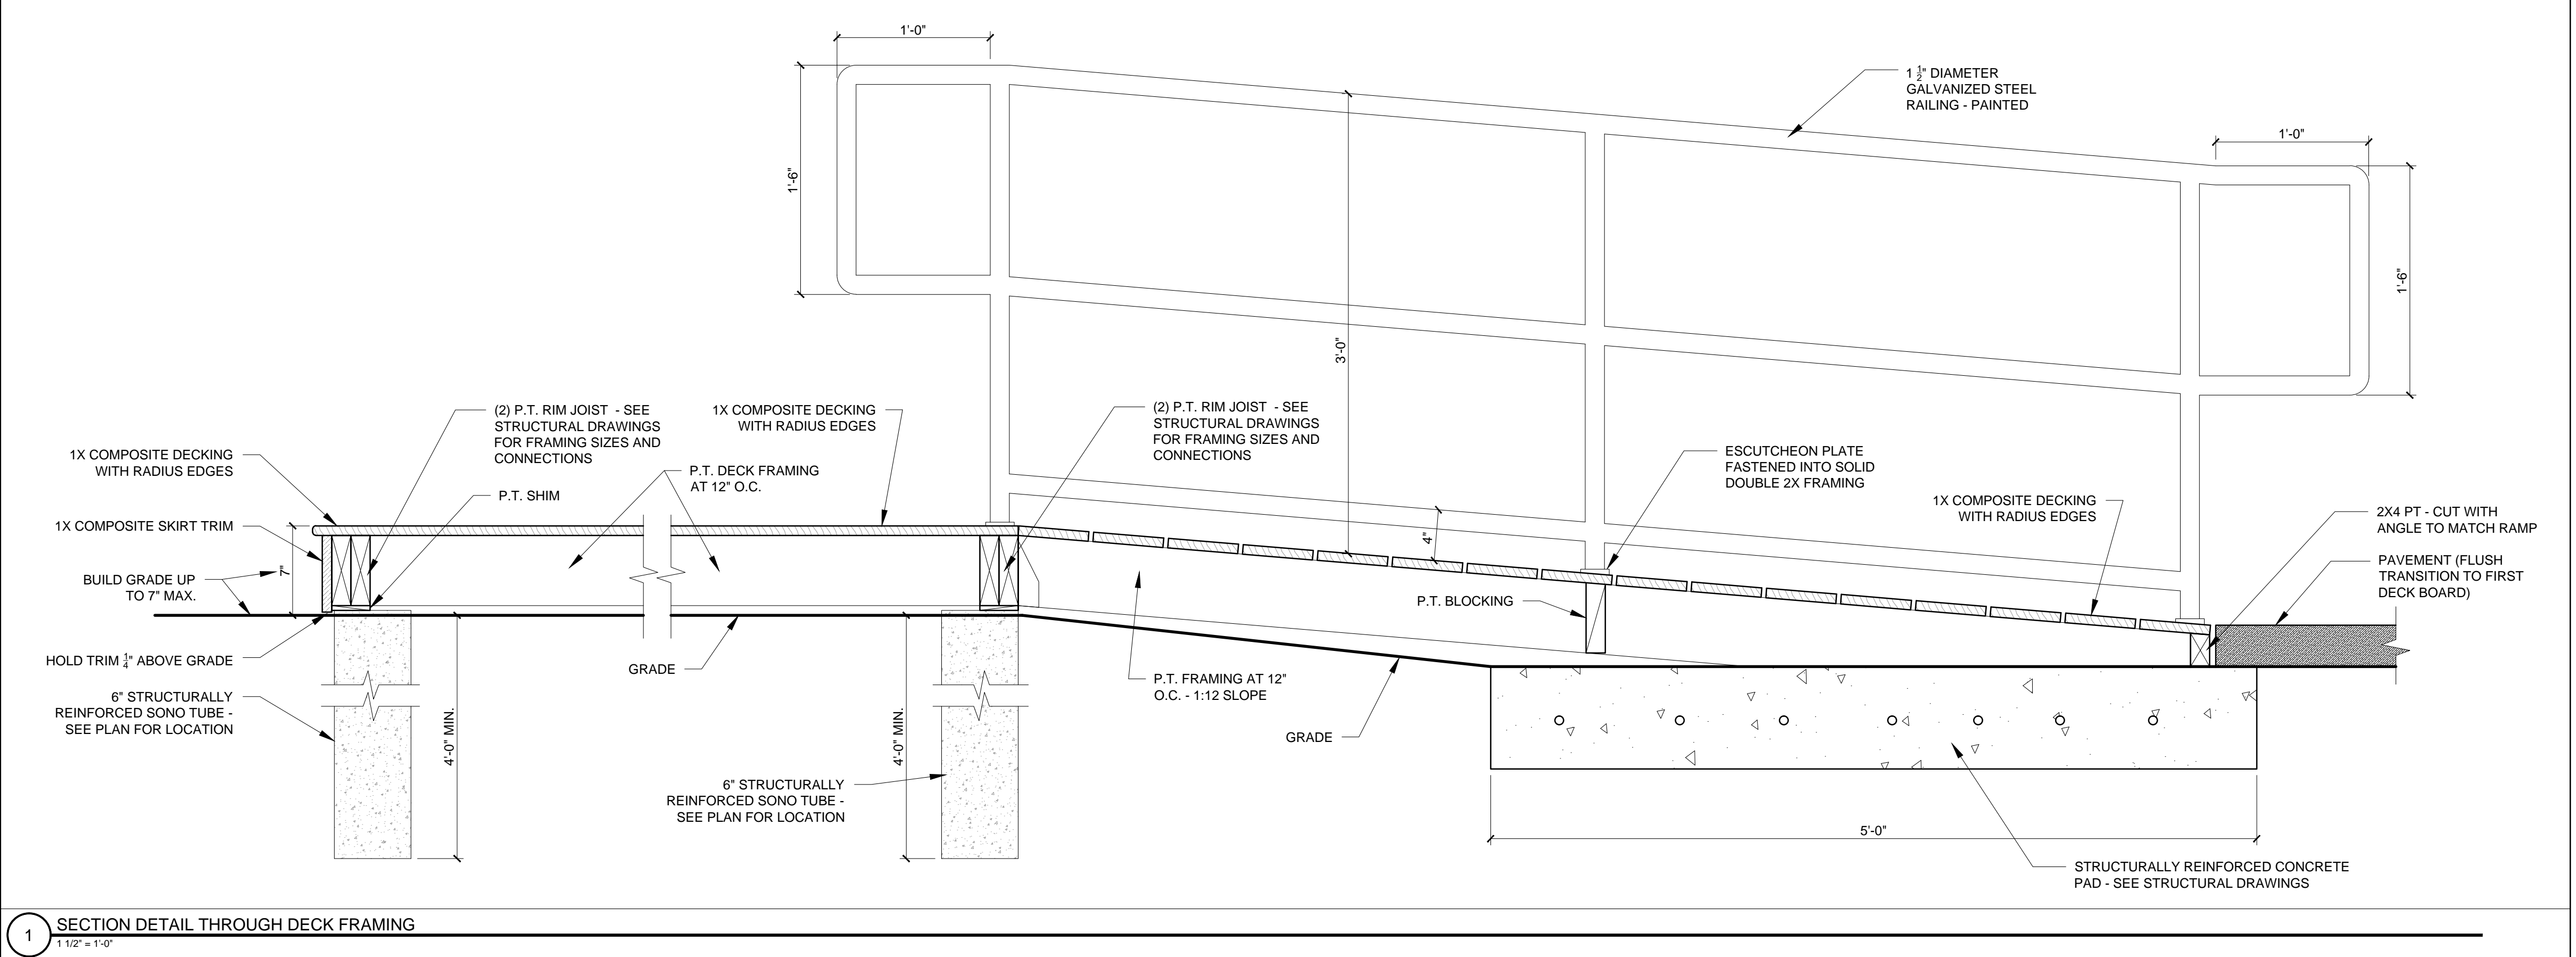 1'-0"
1 1/2" DIAMETER
GALVANIZED STEEL
RAILING - PAINTED
1'-0"
1'-6"
1'-6"
3'-0"
(2) P.T. RIM JOIST - SEE
STRUCTURAL DRAWINGS
FOR FRAMING SIZES AND
CONNECTIONS
1X COMPOSITE DECKING
WITH RADIUS EDGES
(2) P.T. RIM JOIST - SEE
STRUCTURAL DRAWINGS
FOR FRAMING SIZES AND
CONNECTIONS
1X COMPOSITE DECKING
WITH RADIUS EDGES
P.T. DECK FRAMING
AT 12" O.C.
P.T. SHIM
ESCUTCHEON PLATE
FASTENED INTO SOLID
DOUBLE 2X FRAMING
1X COMPOSITE DECKING
WITH RADIUS EDGES
2X4 PT - CUT WITH
ANGLE TO MATCH RAMP
1X COMPOSITE SKIRT TRIM
4"
PAVEMENT (FLUSH
TRANSITION TO FIRST
DECK BOARD)
BUILD GRADE UP
TO 7" MAX.
7"
P.T. BLOCKING
HOLD TRIM 1/4" ABOVE GRADE
GRADE
P.T. FRAMING AT 12"
O.C. - 1:12 SLOPE
6" STRUCTURALLY
REINFORCED SONO TUBE -
SEE PLAN FOR LOCATION
4'-0" MIN.
4'-0" MIN.
GRADE
6" STRUCTURALLY
REINFORCED SONO TUBE -
SEE PLAN FOR LOCATION
5'-0"
STRUCTURALLY REINFORCED CONCRETE
PAD - SEE STRUCTURAL DRAWINGS
1
SECTION DETAIL THROUGH DECK FRAMING
1 1/2" = 1'-0"